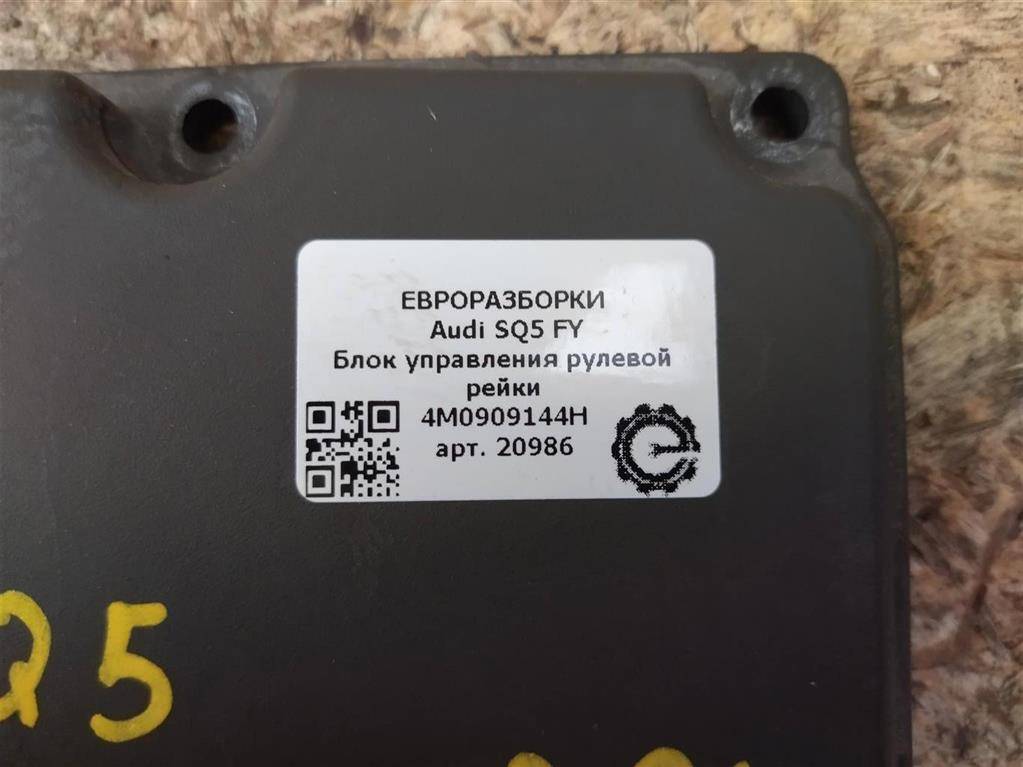 ЕВРОРАЗБОРКИ
Audi SQ5 FY
Блок управления рулевой
рейки
4M0909144H
арт. 20986
Q5